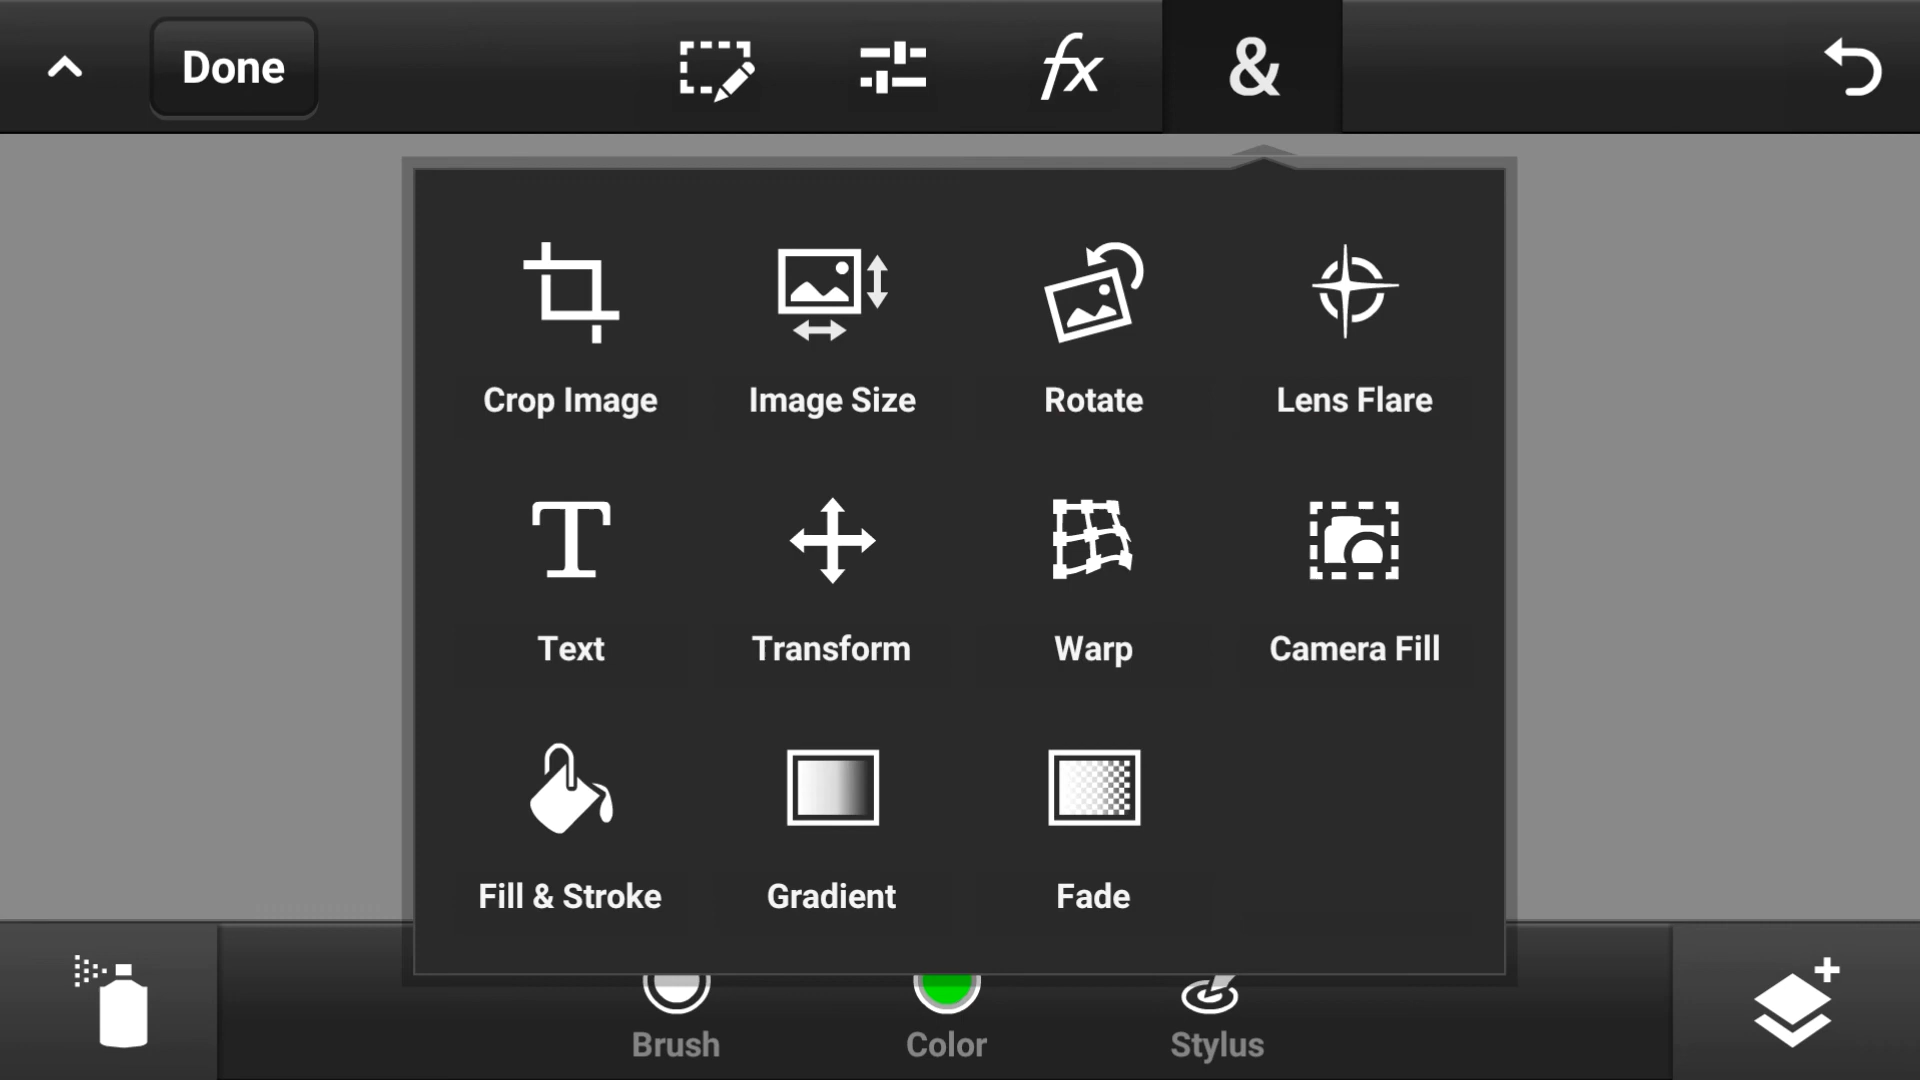 Done
fx
&
Crop Image
Image Size
Rotate
Lens Flare
Text
Transform
Warp
Camera Fill
Fill & Stroke
Gradient
Fade
Brush
Color
Stylus